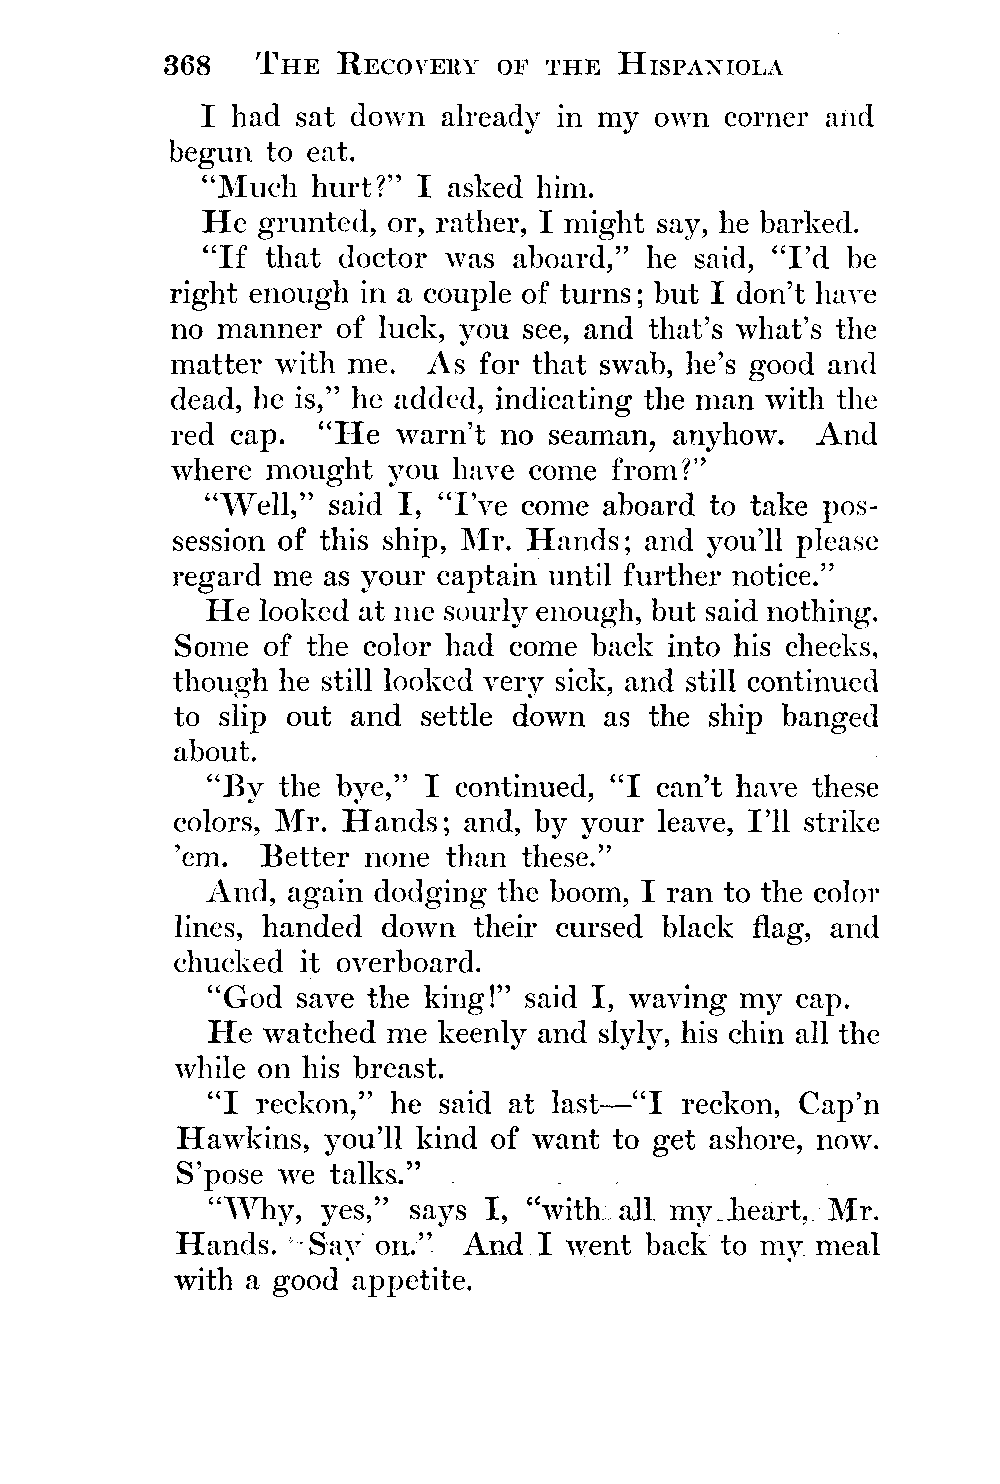 368 THE RECOVERY OF THE HISPANIOLA
I had sat down already in my own corner and
begun to eat.
“Much hurt?” I asked him.
He grunted, or, rather, I might say, he barked.
“If that doctor was aboard,” he said, “I’d be
right enough in a couple of turns; but I don’t have
no manner of luck, you see, and that’s what’s the
matter with me. As for that swab, he’s good and
dead, he is,” he added, indicating the man with the
red cap. “He warn’t no seaman, anyhow. And
where mought you have come from?”
“Well,” said I, “I’ve come aboard to take pos-
session of this ship, Mr. Hands; and you’ll please
regard me as your captain until further notice.”
He looked at me sourly enough, but said nothing.
Some of the color had come back into his cheeks,
though he still looked very sick, and still continued
to slip out and settle down as the ship banged
about.
“By the bye,” I continued, “I can’t have these
colors, Mr. Hands; and, by your leave, I’ll strike
’em. Better none than these.”
And, again dodging the boom, I ran to the color
lines, handed down their cursed black flag, and
chucked it overboard.
“God save the king!” said I, waving my cap.
He watched me keenly and slyly, his chin all the
while on his breast.
“I reckon,” he said at last—“I reckon, Cap’n
Hawkins, you’ll kind of want to get ashore, now.
S’pose we talks.”
“Why, yes,” says I, “with all my heart, Mr.
Hands. Say on.” And I went back to my meal
with a good appetite.